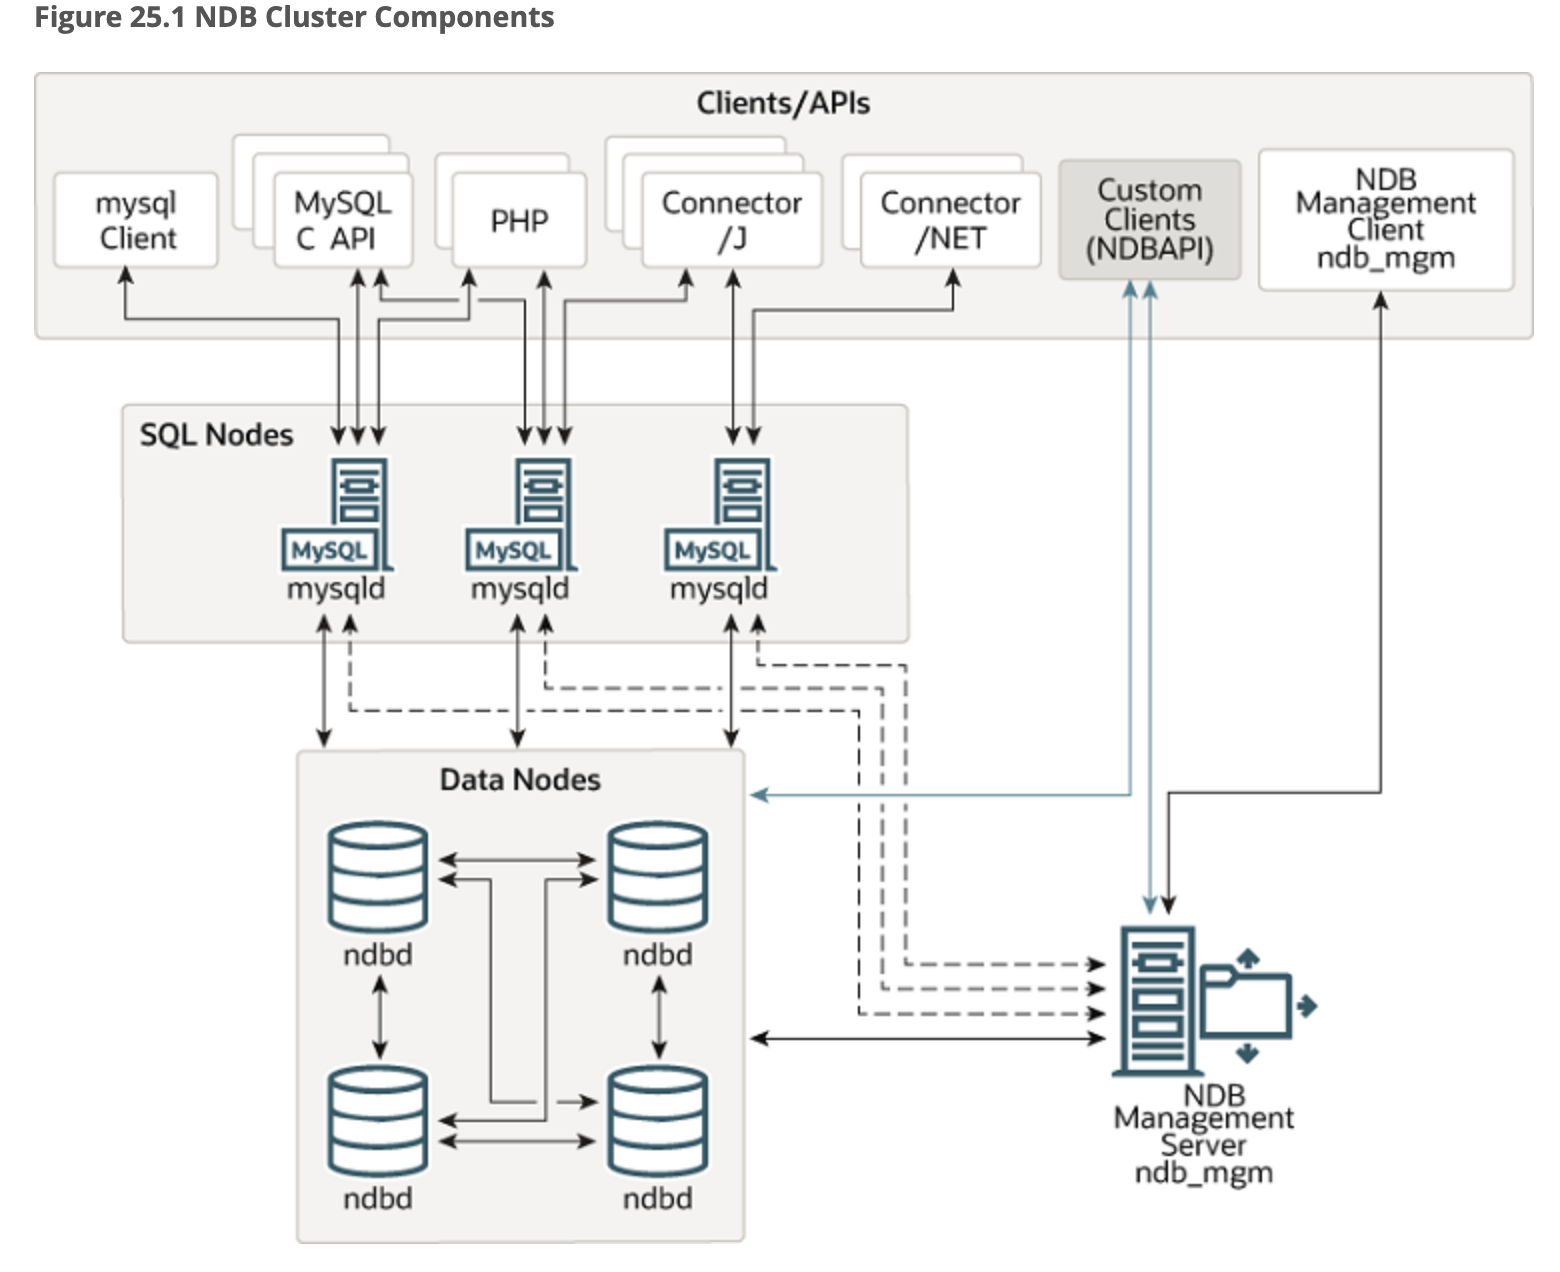 Figure 25.1 NDB Cluster Components
Clients/APIs
mysql
Client
MySQL
C API
PHP
Connector
/J
Connector
/NET
Custom
Clients
(NDBAPI)
NDB
Management
Client
ndb_mgm
SQL Nodes
MySQL
mysqld
MySQL
mysqld
MySQL
mysqld
Data Nodes
ndbd
ndbd
ndbd
ndbd
NDB
Management
Server
ndb_mgm